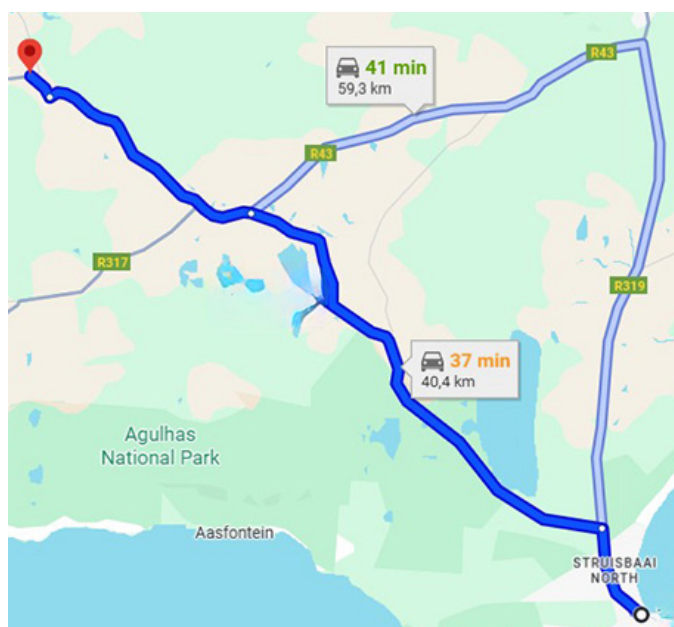 R43
41 min
59,3 km
R43
R317
R319
37 min
40,4 km
Agulhas
National Park
Aasfontein
STRUISBAAI
NORTH